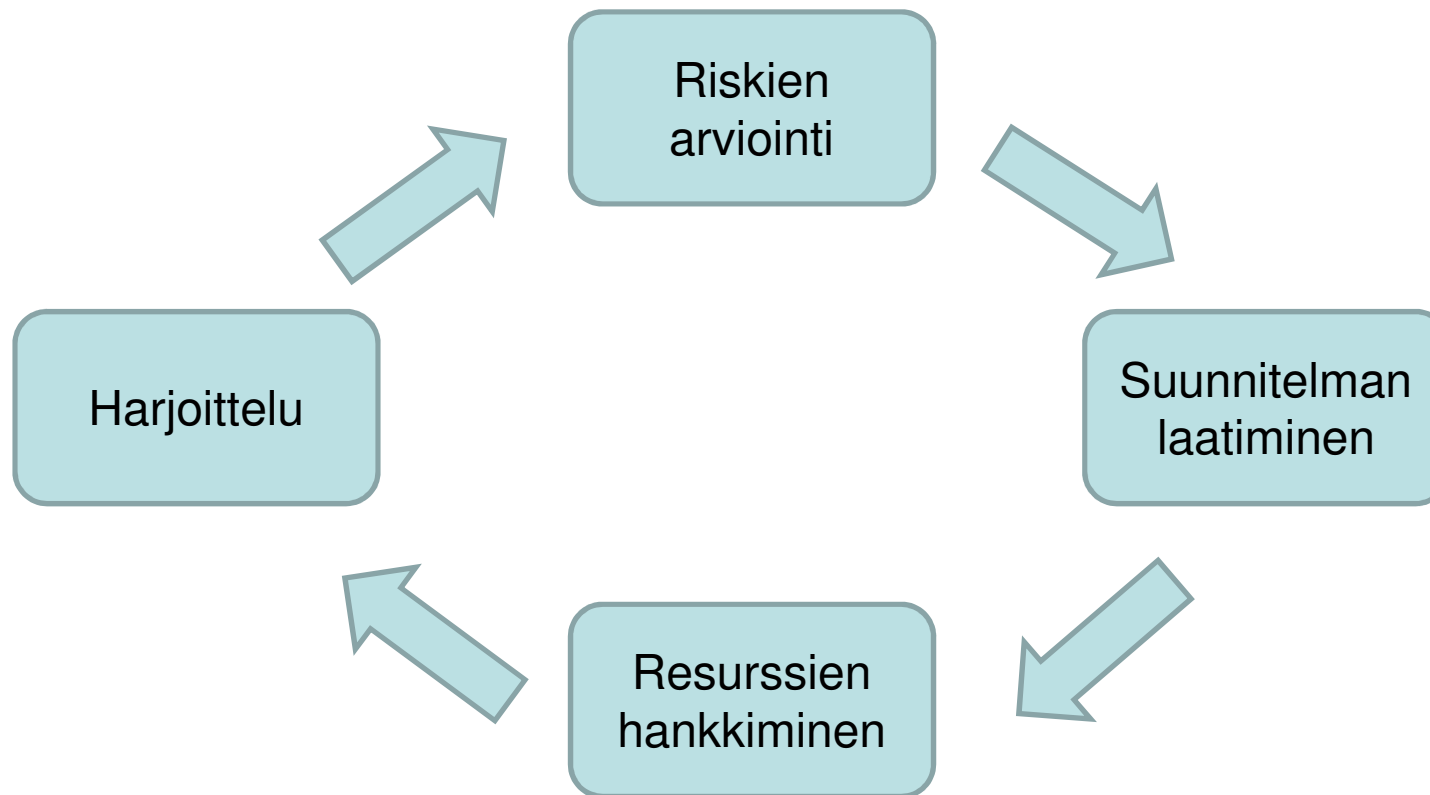 Riskien
arviointi
Harjoittelu
Suunnitelman
laatiminen
Resurssien
hankkiminen